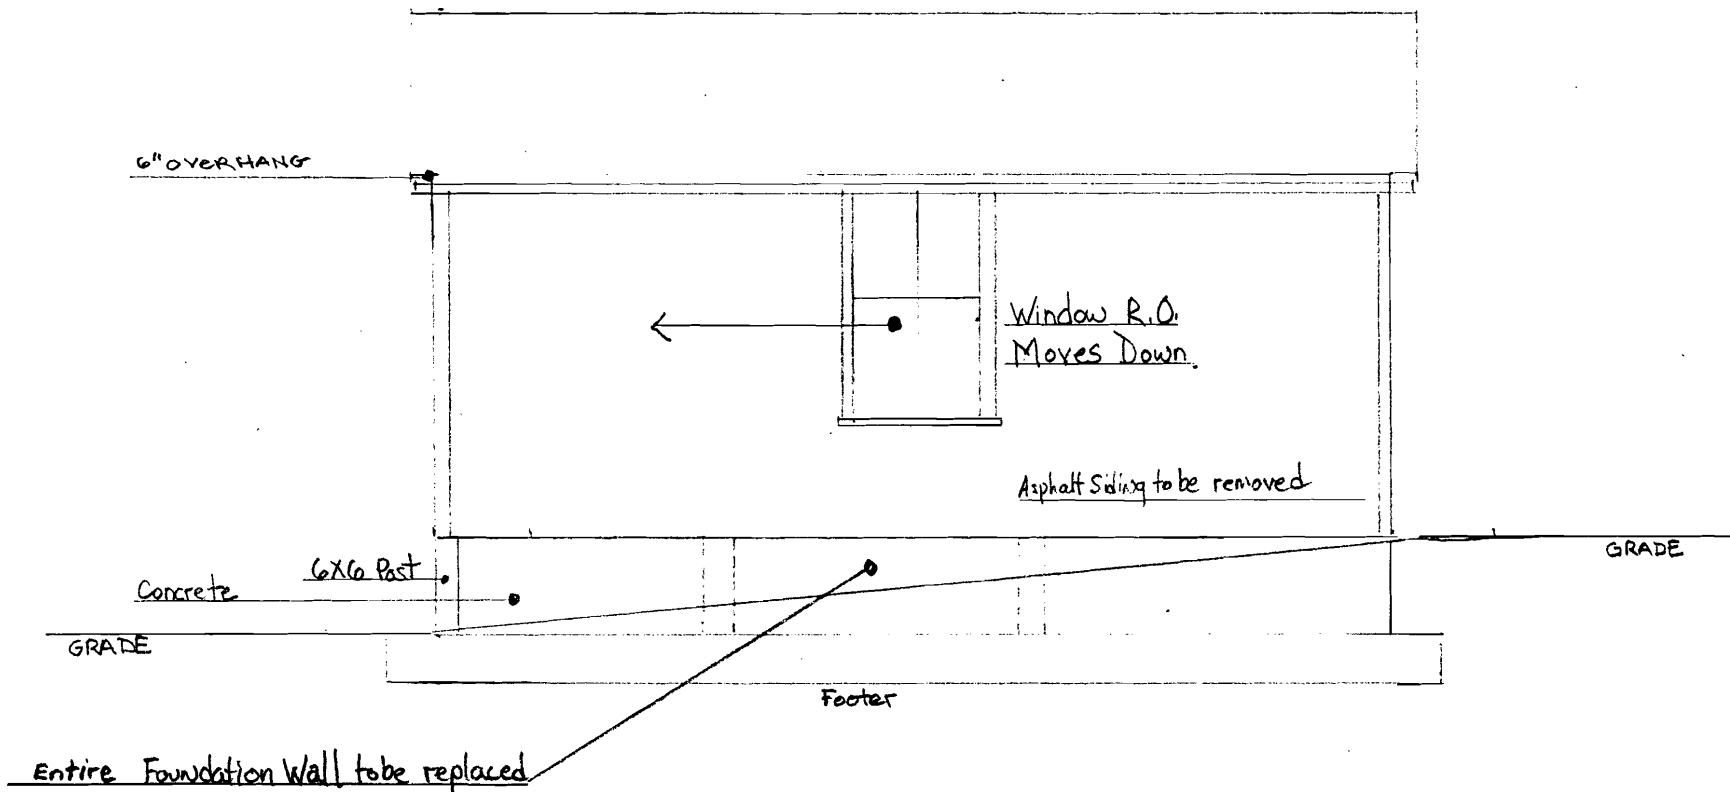 6" OVERHANG
Window R.O.
Moves Down.
Asphalt Siding to be removed
GRADE
6X6 Post
Concrete
GRADE
Footer
Entire Foundation Wall to be replaced